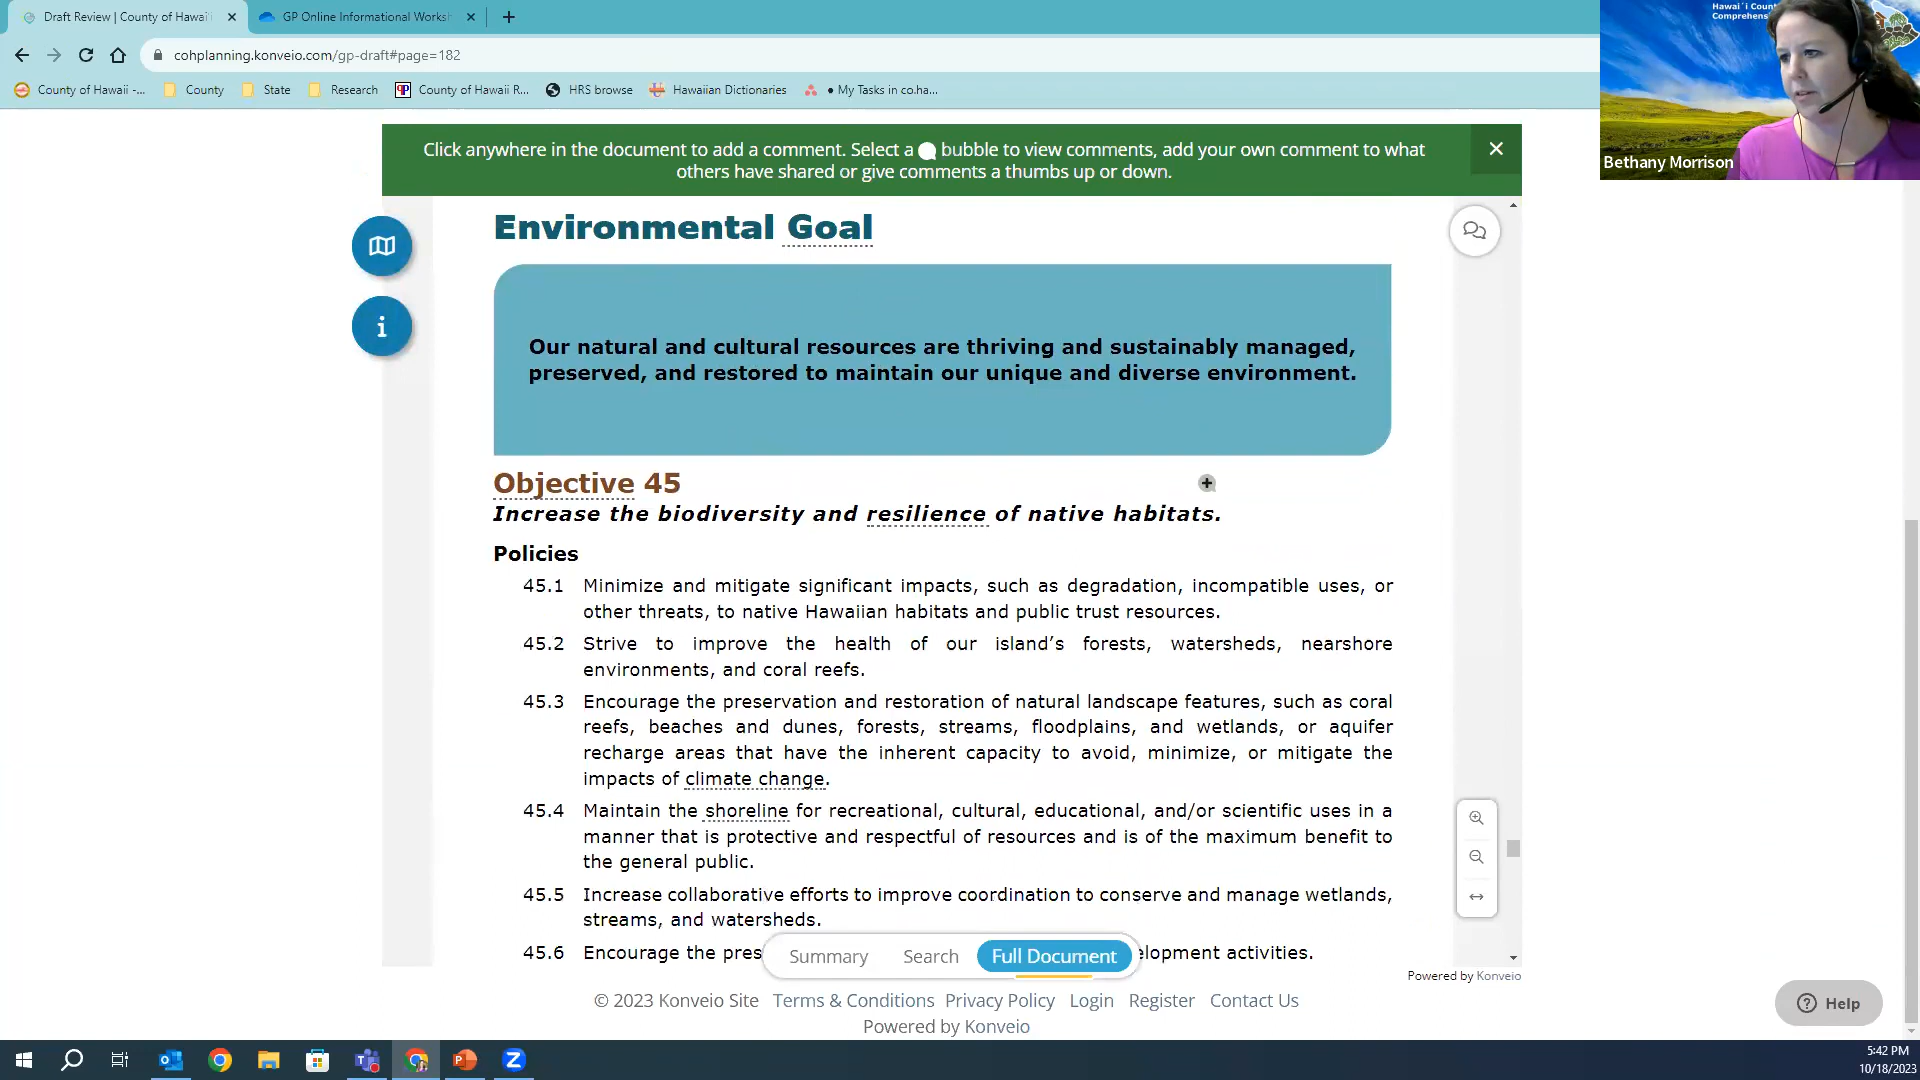 Draft Review | County of Hawaiʻi
GP Online Informational Worksh
cohplanning.konveio.com/gp-draft#page=182
County of Hawaii -...
County
State
Research
County of Hawaii R...
HRS browse
Hawaiian Dictionaries
● My Tasks in co.ha...
Hawaiʻi Count
Comprehens
Bethany Morrison
Click anywhere in the document to add a comment. Select a bubble to view comments, add your own comment to what
others have shared or give comments a thumbs up or down.
Environmental Goal
Our natural and cultural resources are thriving and sustainably managed,
preserved, and restored to maintain our unique and diverse environment.
Objective 45
Increase the biodiversity and resilience of native habitats.
Policies
45.1 Minimize and mitigate significant impacts, such as degradation, incompatible uses, or
other threats, to native Hawaiian habitats and public trust resources.
45.2 Strive to improve the health of our island’s forests, watersheds, nearshore
environments, and coral reefs.
45.3 Encourage the preservation and restoration of natural landscape features, such as coral
reefs, beaches and dunes, forests, streams, floodplains, and wetlands, or aquifer
recharge areas that have the inherent capacity to avoid, minimize, or mitigate the
impacts of climate change.
45.4 Maintain the shoreline for recreational, cultural, educational, and/or scientific uses in a
manner that is protective and respectful of resources and is of the maximum benefit to
the general public.
45.5 Increase collaborative efforts to improve coordination to conserve and manage wetlands,
streams, and watersheds.
45.6 Encourage the pres elopment activities.
Summary
Search
Full Document
Powered by Konveio
© 2023 Konveio Site Terms & Conditions Privacy Policy Login Register Contact Us
Powered by Konveio
Help
5:42 PM
10/18/2023